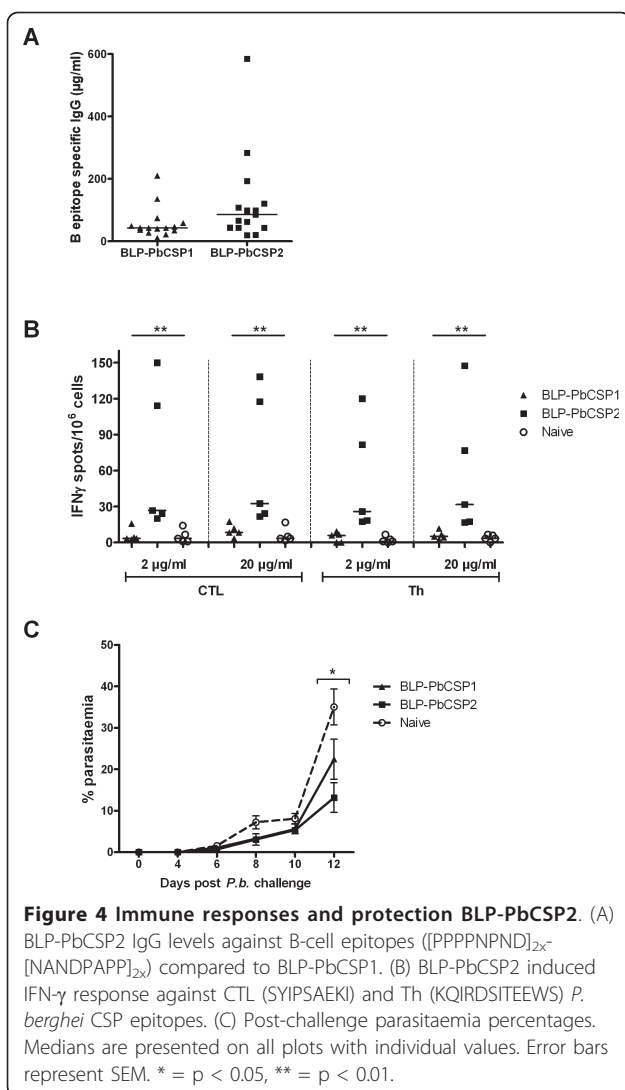 A
B epitope specific IgG (µg/ml)
600
400
200
0
BLP-PbCSP1 BLP-PbCSP2
B
** ** ** **
IFNγ spots/10⁶ cells
150
120
90
60
30
0
BLP-PbCSP1
BLP-PbCSP2
Naive
2 µg/ml 20 µg/ml 2 µg/ml 20 µg/ml
CTL Th
C
% parasitaemia
50
40
30
20
10
0
*
BLP-PbCSP1
BLP-PbCSP2
Naive
0 4 6 8 10 12
Days post P.b. challenge
Figure 4 Immune responses and protection BLP-PbCSP2. (A)
BLP-PbCSP2 IgG levels against B-cell epitopes ([PPPPNPND]2x-
[NANDPAPP]2x) compared to BLP-PbCSP1. (B) BLP-PbCSP2 induced
IFN-γ response against CTL (SYIPSAEKI) and Th (KQIRDSITEEWS) P.
berghei CSP epitopes. (C) Post-challenge parasitaemia percentages.
Medians are presented on all plots with individual values. Error bars
represent SEM. * = p < 0.05, ** = p < 0.01.